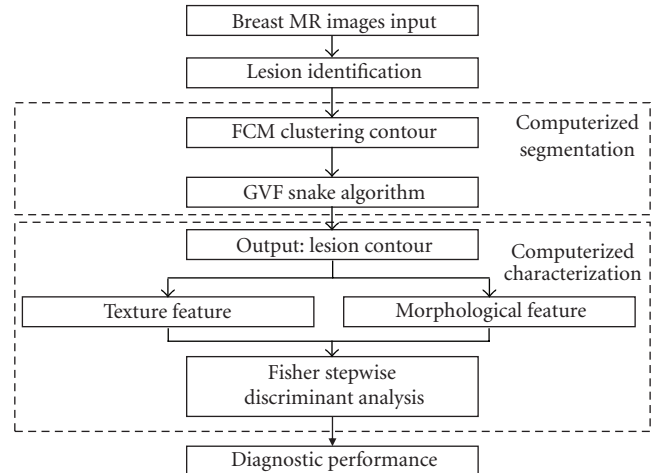 Breast MR images input
Lesion identification
FCM clustering contour
Computerized
segmentation
GVF snake algorithm
Output: lesion contour
Computerized
characterization
Texture feature
Morphological feature
Fisher stepwise
discriminant analysis
Diagnostic performance